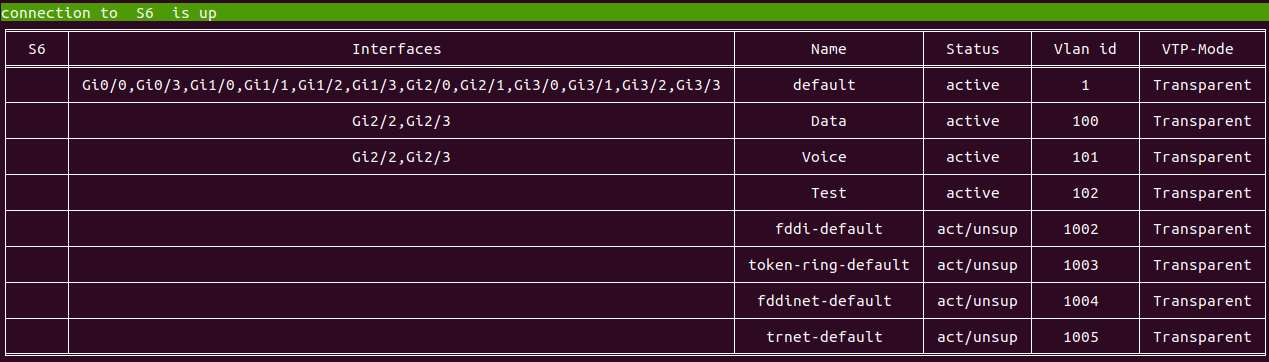 connection to  S6  is up
S6 Interfaces Name Status Vlan id VTP-Mode
Gi0/0,Gi0/3,Gi1/0,Gi1/1,Gi1/2,Gi1/3,Gi2/0,Gi2/1,Gi3/0,Gi3/1,Gi3/2,Gi3/3 default active 1 Transparent
Gi2/2,Gi2/3 Data active 100 Transparent
Gi2/2,Gi2/3 Voice active 101 Transparent
Test active 102 Transparent
fddi-default act/unsup 1002 Transparent
token-ring-default act/unsup 1003 Transparent
fddinet-default act/unsup 1004 Transparent
trnet-default act/unsup 1005 Transparent